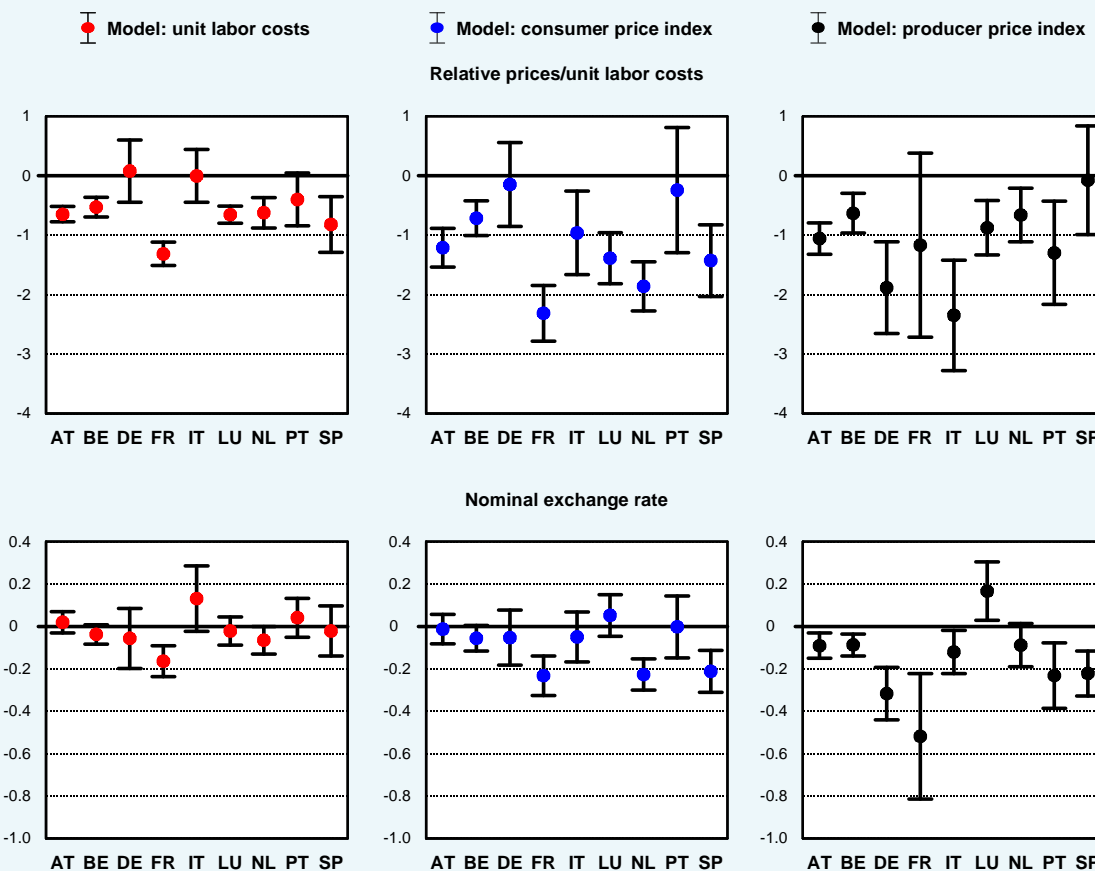 Model: unit labor costs Model: consumer price index Model: producer price index
Relative prices/unit labor costs
1 1 1
0 0 0
-1 -1 -1
-2 -2 -2
-3 -3 -3
-4 -4 -4
AT BE DE FR IT LU NL PT SP AT BE DE FR IT LU NL PT SP AT BE DE FR IT LU NL PT SP
Nominal exchange rate
0.4 0.4 0.4
0.2 0.2 0.2
0 0 0
-0.2 -0.2 -0.2
-0.4 -0.4 -0.4
-0.6 -0.6 -0.6
-0.8 -0.8 -0.8
-1.0 -1.0 -1.0
AT BE DE FR IT LU NL PT SP AT BE DE FR IT LU NL PT SP AT BE DE FR IT LU NL PT SP